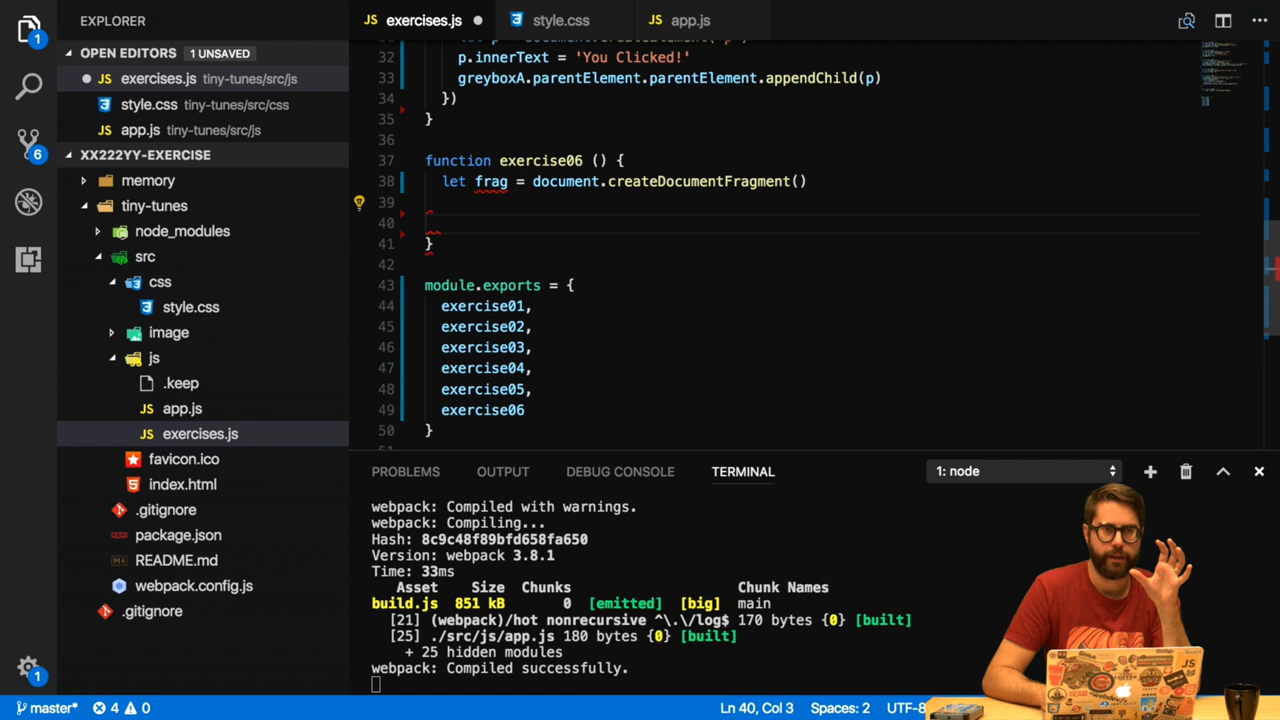 EXPLORER
OPEN EDITORS 1 UNSAVED
exercises.js tiny-tunes/src/js
style.css tiny-tunes/src/css
JS app.js tiny-tunes/src/js
XX222YY-EXERCISE
memory
tiny-tunes
node_modules
src
css
style.css
image
js
.keep
JS app.js
JS exercises.js
favicon.ico
index.html
.gitignore
package.json
README.md
webpack.config.js
.gitignore
1
6
1
JS exercises.js
style.css
JS app.js
32 p.innerText = 'You Clicked!'
33 greyboxA.parentElement.parentElement.appendChild(p)
34 })
35 }
36
37 function exercise06 () {
38 let frag = document.createDocumentFragment()
39
40
41 }
42
43 module.exports = {
44 exercise01,
45 exercise02,
46 exercise03,
47 exercise04,
48 exercise05,
49 exercise06
50 }
PROBLEMS OUTPUT DEBUG CONSOLE TERMINAL 1: node
webpack: Compiled with warnings.
webpack: Compiling...
Hash: 8c9c48f89bfd658fa650
Version: webpack 3.8.1
Time: 33ms
Asset Size Chunks Chunk Names
build.js 851 kB 0 [emitted] [big] main
[21] (webpack)/hot nonrecursive ^\.\/log$ 170 bytes {0} [built]
[25] ./src/js/app.js 180 bytes {0} [built]
+ 25 hidden modules
webpack: Compiled successfully.
master* 4 0 Ln 40, Col 3 Spaces: 2 UTF-8